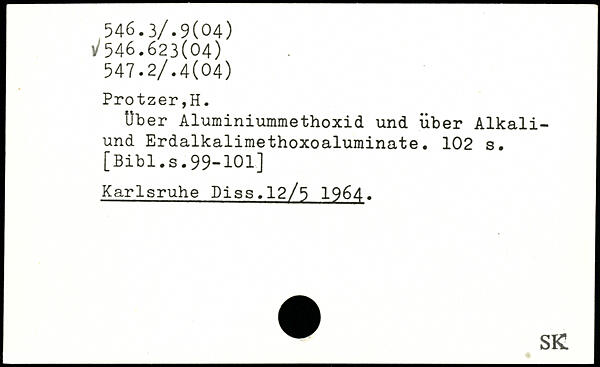 546.3/.9(04)
√546.623(04)
547.2/.4(04)
Protzer,H.
Über Aluminiummethoxid und über Alkali-
und Erdalkalimethoxoaluminate. 102 s.
[Bibl.s.99-101]
Karlsruhe Diss.12/5 1964.
SK